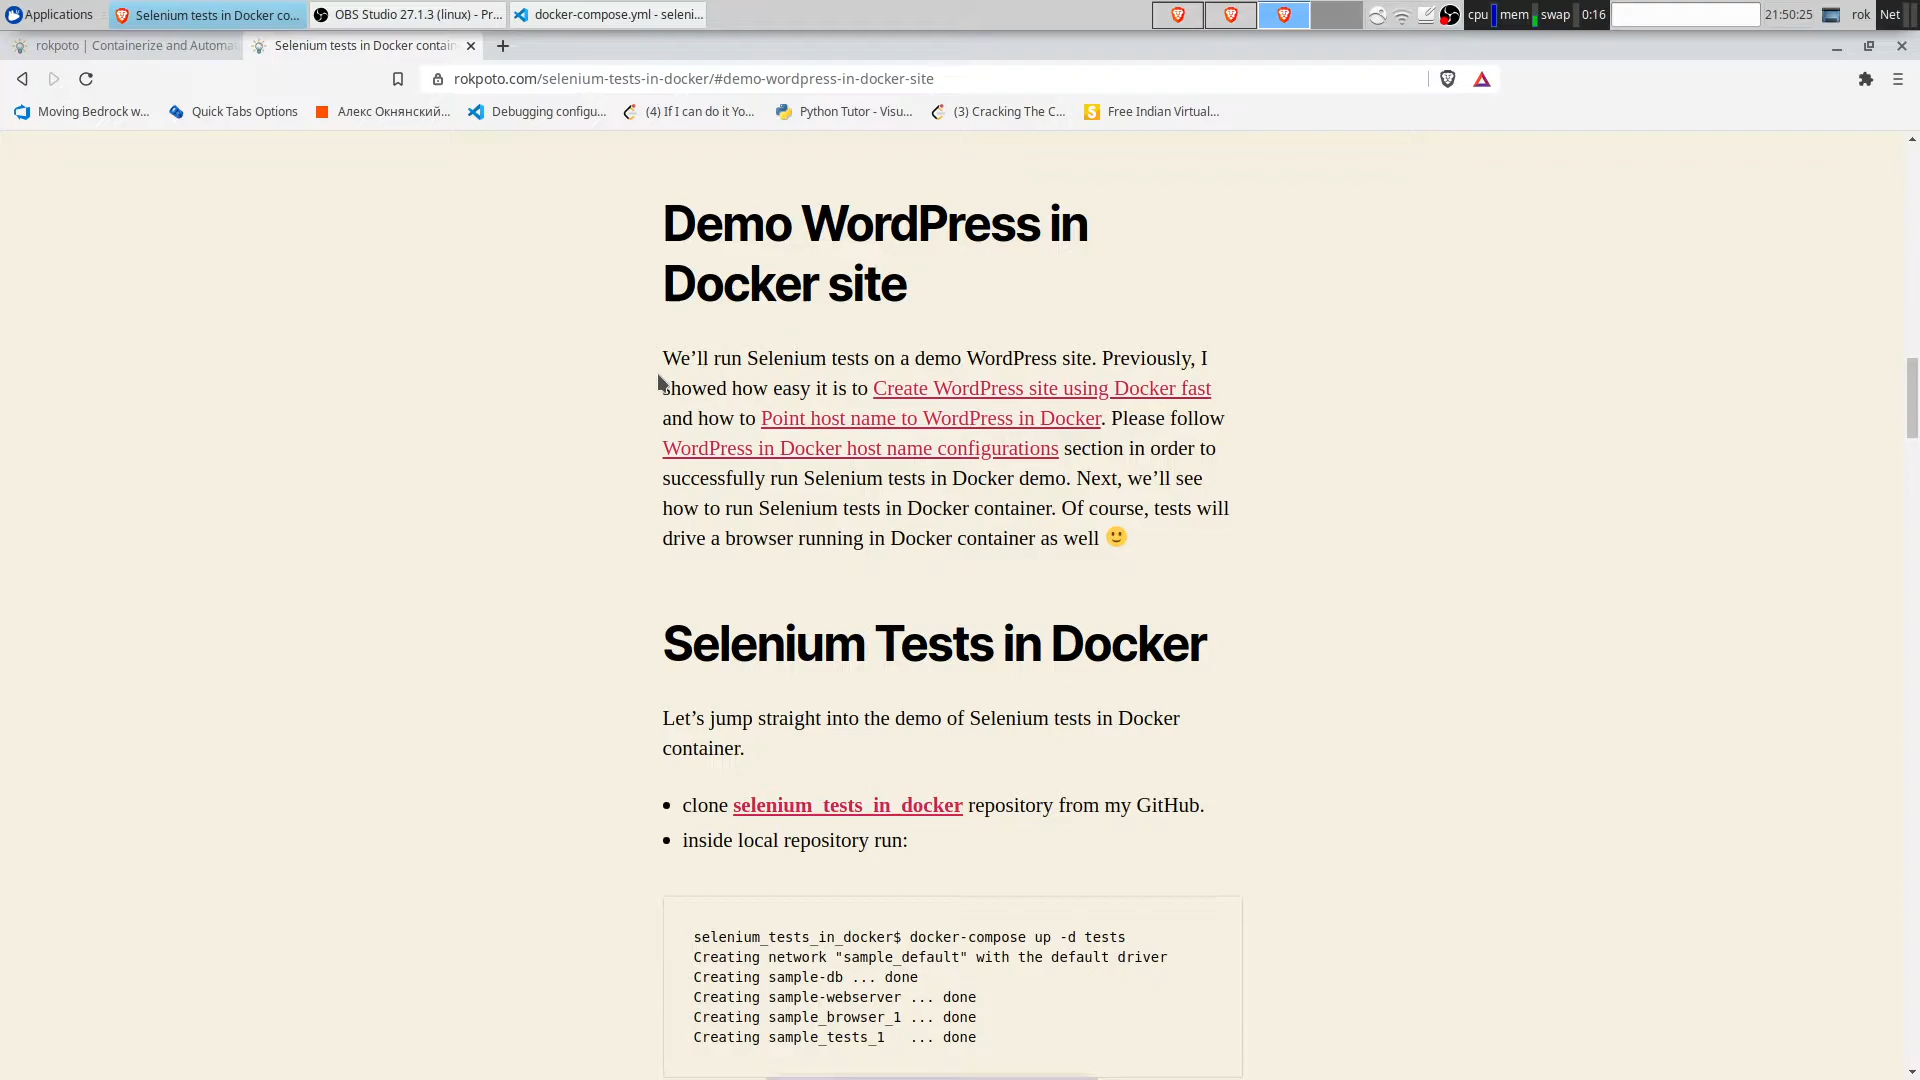 Applications
Selenium tests in Docker co...
OBS Studio 27.1.3 (linux) - Pr...
docker-compose.yml - seleni...
cpu
mem
swap
0:16
21:50:25
rok
Net
rokpoto | Containerize and Automa
Selenium tests in Docker contain
rokpoto.com/selenium-tests-in-docker/#demo-wordpress-in-docker-site
Moving Bedrock w...
Quick Tabs Options
Алекс Окнянский...
Debugging configu...
(4) If I can do it Yo...
Python Tutor - Visu...
(3) Cracking The C...
Free Indian Virtual...
Demo WordPress in
Docker site
We’ll run Selenium tests on a demo WordPress site. Previously, I
showed how easy it is to Create WordPress site using Docker fast
and how to Point host name to WordPress in Docker. Please follow
WordPress in Docker host name configurations section in order to
successfully run Selenium tests in Docker demo. Next, we’ll see
how to run Selenium tests in Docker container. Of course, tests will
drive a browser running in Docker container as well 🙂
Selenium Tests in Docker
Let’s jump straight into the demo of Selenium tests in Docker
container.
• clone selenium_tests_in_docker repository from my GitHub.
• inside local repository run:
selenium_tests_in_docker$ docker-compose up -d tests
Creating network "sample_default" with the default driver
Creating sample-db ... done
Creating sample-webserver ... done
Creating sample_browser_1 ... done
Creating sample_tests_1   ... done